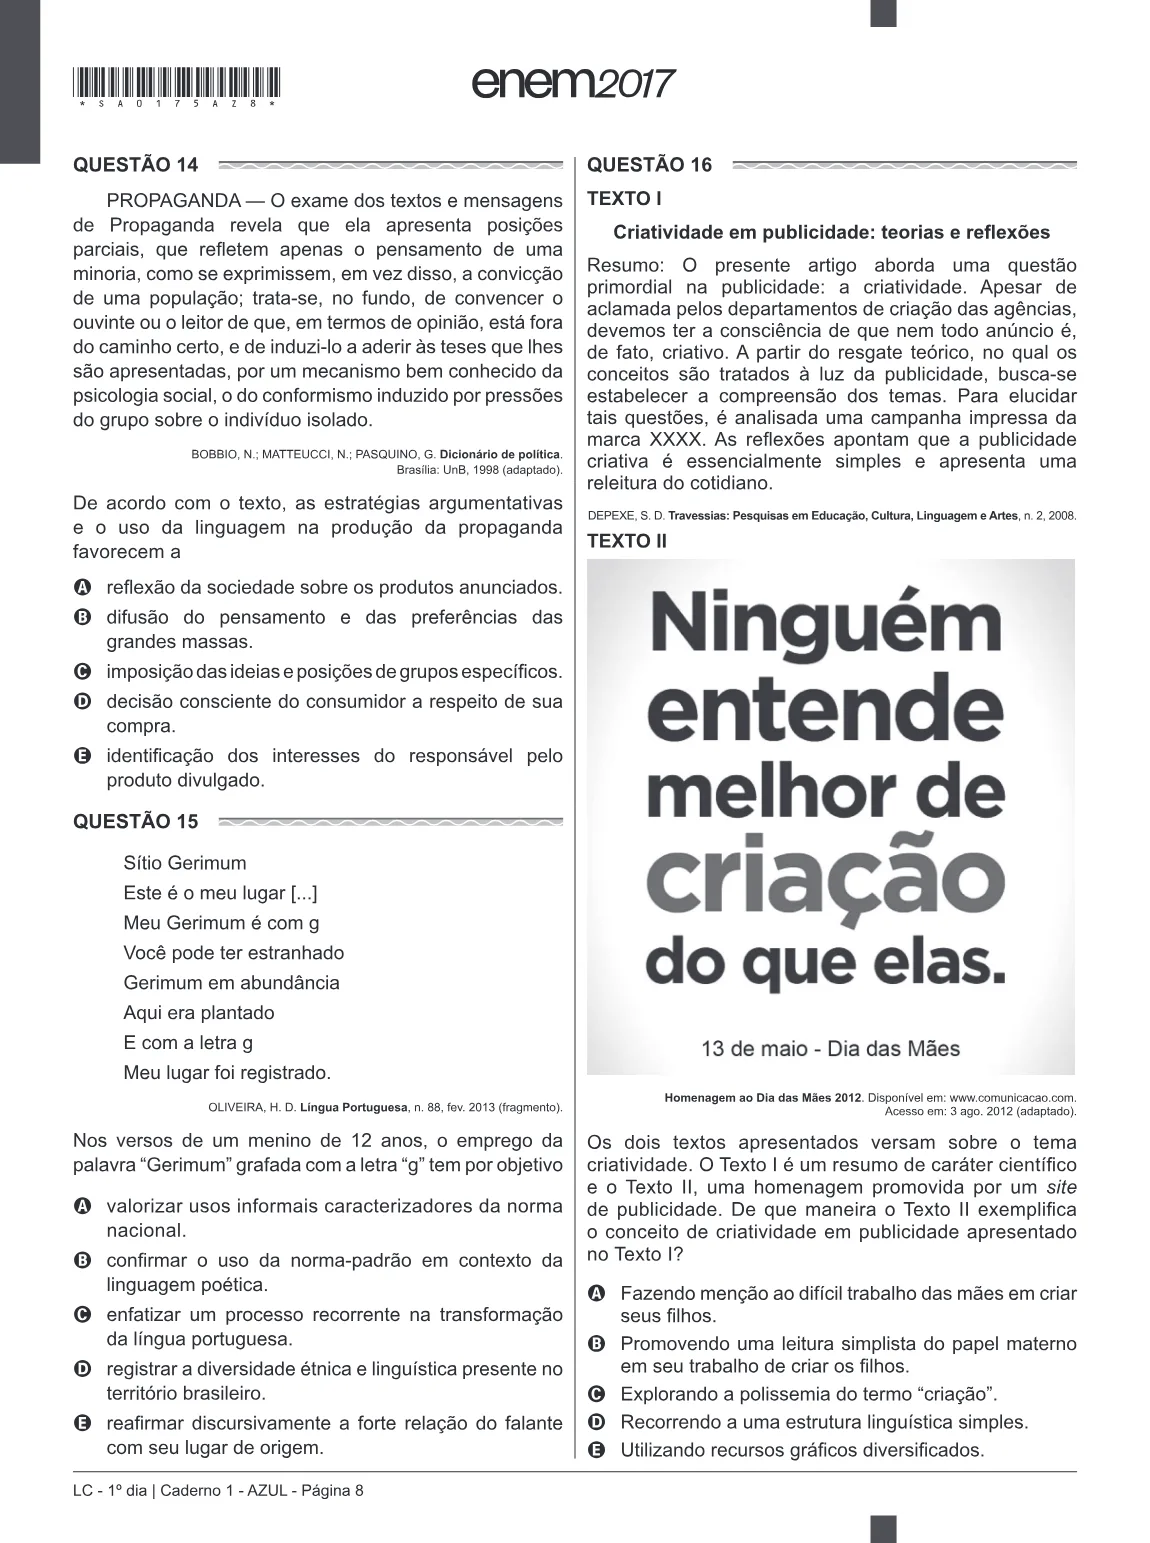 *SA0175AZ8*
enem2017
QUESTÃO 14
PROPAGANDA — O exame dos textos e mensagens
de Propaganda revela que ela apresenta posições
parciais, que refletem apenas o pensamento de uma
minoria, como se exprimissem, em vez disso, a convicção
de uma população; trata-se, no fundo, de convencer o
ouvinte ou o leitor de que, em termos de opinião, está fora
do caminho certo, e de induzi-lo a aderir às teses que lhes
são apresentadas, por um mecanismo bem conhecido da
psicologia social, o do conformismo induzido por pressões
do grupo sobre o indivíduo isolado.
BOBBIO, N.; MATTEUCCI, N.; PASQUINO, G. Dicionário de política.
Brasília: UnB, 1998 (adaptado).
De acordo com o texto, as estratégias argumentativas
e o uso da linguagem na produção da propaganda
favorecem a
A reflexão da sociedade sobre os produtos anunciados.
B difusão do pensamento e das preferências das
grandes massas.
C imposição das ideias e posições de grupos específicos.
D decisão consciente do consumidor a respeito de sua
compra.
E identificação dos interesses do responsável pelo
produto divulgado.
QUESTÃO 15
Sítio Gerimum
Este é o meu lugar [...]
Meu Gerimum é com g
Você pode ter estranhado
Gerimum em abundância
Aqui era plantado
E com a letra g
Meu lugar foi registrado.
OLIVEIRA, H. D. Língua Portuguesa, n. 88, fev. 2013 (fragmento).
Nos versos de um menino de 12 anos, o emprego da
palavra “Gerimum” grafada com a letra “g” tem por objetivo
A valorizar usos informais caracterizadores da norma
nacional.
B confirmar o uso da norma-padrão em contexto da
linguagem poética.
C enfatizar um processo recorrente na transformação
da língua portuguesa.
D registrar a diversidade étnica e linguística presente no
território brasileiro.
E reafirmar discursivamente a forte relação do falante
com seu lugar de origem.
QUESTÃO 16
TEXTO I
Criatividade em publicidade: teorias e reflexões
Resumo: O presente artigo aborda uma questão
primordial na publicidade: a criatividade. Apesar de
aclamada pelos departamentos de criação das agências,
devemos ter a consciência de que nem todo anúncio é,
de fato, criativo. A partir do resgate teórico, no qual os
conceitos são tratados à luz da publicidade, busca-se
estabelecer a compreensão dos temas. Para elucidar
tais questões, é analisada uma campanha impressa da
marca XXXX. As reflexões apontam que a publicidade
criativa é essencialmente simples e apresenta uma
releitura do cotidiano.
DEPEXE, S. D. Travessias: Pesquisas em Educação, Cultura, Linguagem e Artes, n. 2, 2008.
TEXTO II
Ninguém
entende
melhor de
criação
do que elas.
13 de maio - Dia das Mães
Homenagem ao Dia das Mães 2012. Disponível em: www.comunicacao.com.
Acesso em: 3 ago. 2012 (adaptado).
Os dois textos apresentados versam sobre o tema
criatividade. O Texto I é um resumo de caráter científico
e o Texto II, uma homenagem promovida por um site
de publicidade. De que maneira o Texto II exemplifica
o conceito de criatividade em publicidade apresentado
no Texto I?
A Fazendo menção ao difícil trabalho das mães em criar
seus filhos.
B Promovendo uma leitura simplista do papel materno
em seu trabalho de criar os filhos.
C Explorando a polissemia do termo “criação”.
D Recorrendo a uma estrutura linguística simples.
E Utilizando recursos gráficos diversificados.
LC - 1º dia | Caderno 1 - AZUL - Página 8